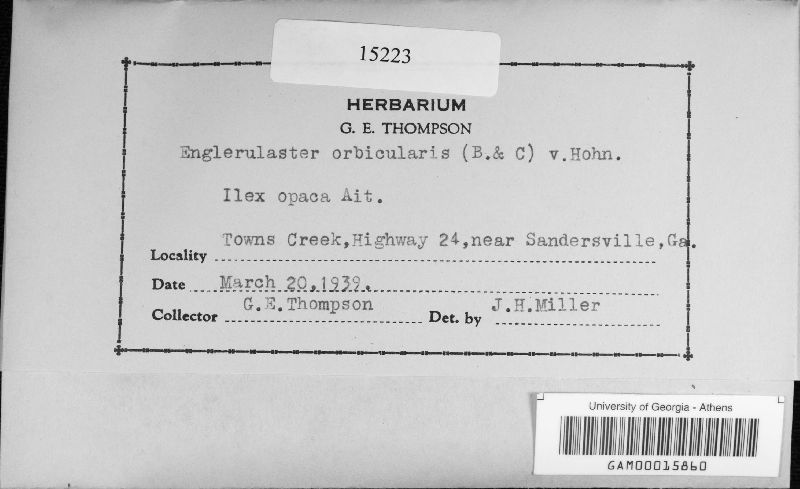 15223
HERBARIUM
G. E. THOMPSON
Englerulaster orbicularis (B.& C) v.Hohn.
Ilex opaca Ait.
Towns Creek,Highway 24,near Sandersville,Ga.
Locality
Date March 20,1939.
Collector G.E.Thompson Det. by J.H.Miller
University of Georgia - Athens
GAM00015860